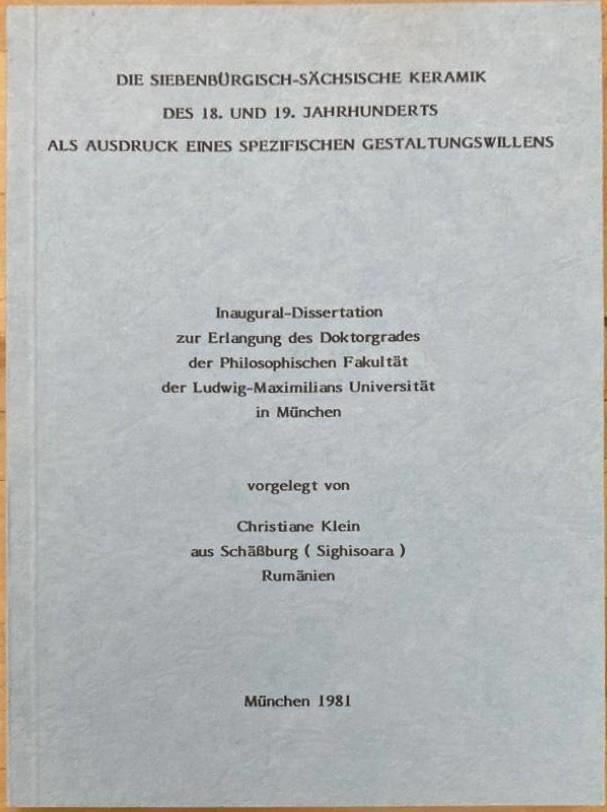 DIE SIEBENBÜRGISCH-SÄCHSISCHE KERAMIK
DES 18. UND 19. JAHRHUNDERTS
ALS AUSDRUCK EINES SPEZIFISCHEN GESTALTUNGSWILLENS
Inaugural-Dissertation
zur Erlangung des Doktorgrades
der Philosophischen Fakultät
der Ludwig-Maximilians Universität
in München
vorgelegt von
Christiane Klein
aus Schäßburg ( Sighisoara )
Rumänien
München 1981